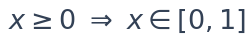 x ≥ 0 ⇒ x ∈ [0, 1]